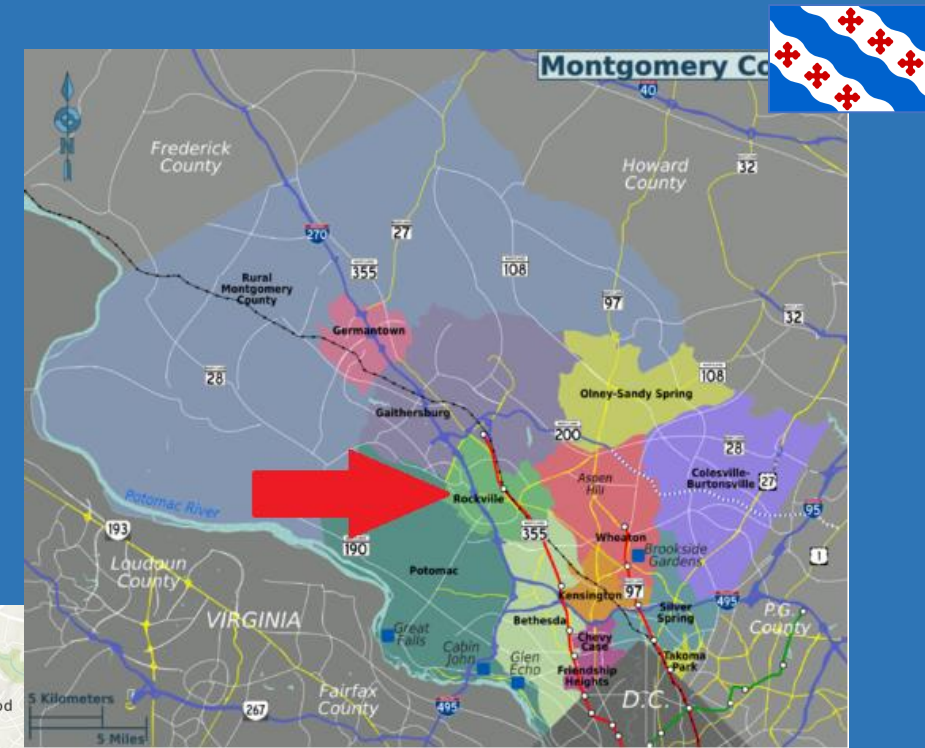 Montgomery Co
40
N
Frederick
County
Howard
County
32
270
27
355
108
Rural
Montgomery
County
97
32
Germantown
28
108
Olney-Sandy Spring
Gaithersburg
200
28
Colesville-
Burtonsville
27
Aspen
Hill
Rockville
Potomac River
95
193
355
Wheaton
190
Brookside
Gardens
1
Loudoun
County
Potomac
Kensington
97
495
Silver
Spring
P.G.
County
VIRGINIA
Bethesda
Great
Falls
Chevy
Case
Cabin
John
Glen
Echo
Takoma
Park
Friendship
Heights
D.C.
5 Kilometers
od
Fairfax
County
267
495
5 Miles